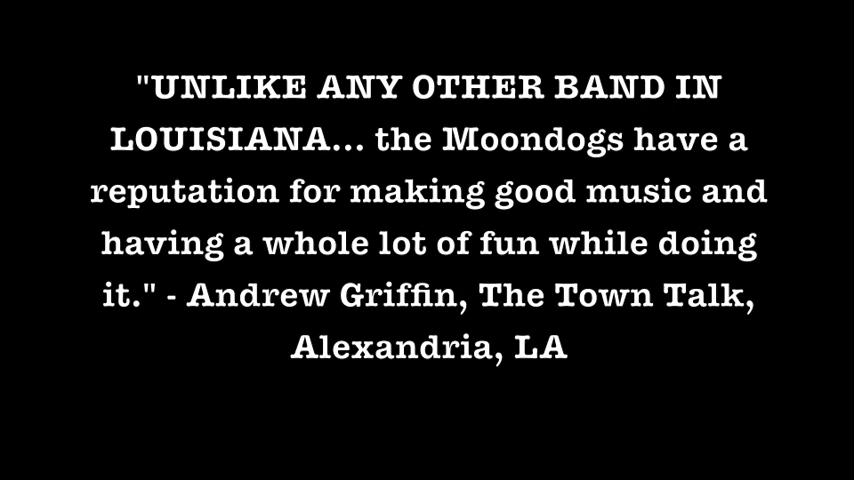 "UNLIKE ANY OTHER BAND IN
LOUISIANA... the Moondogs have a
reputation for making good music and
having a whole lot of fun while doing
it." - Andrew Griffin, The Town Talk,
Alexandria, LA